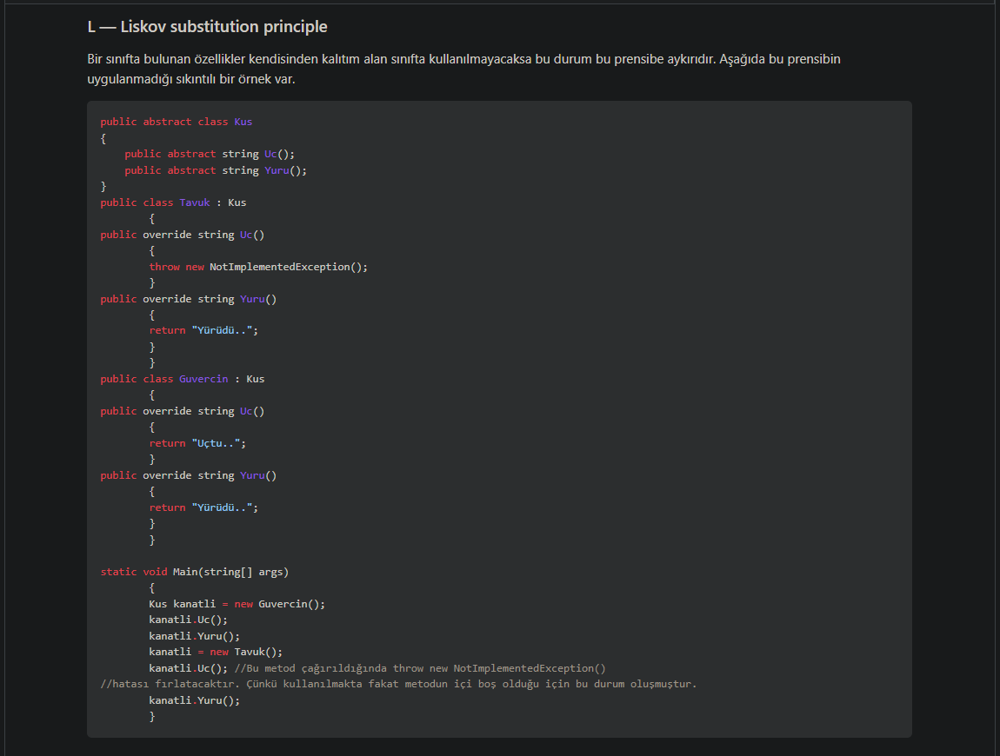 L — Liskov substitution principle
Bir sınıfta bulunan özellikler kendisinden kalıtım alan sınıfta kullanılmayacaksa bu durum bu prensibe aykırıdır. Aşağıda bu prensibin
uygulanmadığı sıkıntılı bir örnek var.
public abstract class Kus
{
    public abstract string Uc();
    public abstract string Yuru();
}
public class Tavuk : Kus
        {
public override string Uc()
        {
        throw new NotImplementedException();
        }
public override string Yuru()
        {
        return "Yürüdü..";
        }
        }
public class Guvercin : Kus
        {
public override string Uc()
        {
        return "Uçtu..";
        }
public override string Yuru()
        {
        return "Yürüdü..";
        }
        }
static void Main(string[] args)
        {
        Kus kanatli = new Guvercin();
        kanatli.Uc();
        kanatli.Yuru();
        kanatli = new Tavuk();
        kanatli.Uc(); //Bu metod çağırıldığında throw new NotImplementedException()
//hatası fırlatacaktır. Çünkü kullanılmakta fakat metodun içi boş olduğu için bu durum oluşmuştur.
        kanatli.Yuru();
        }